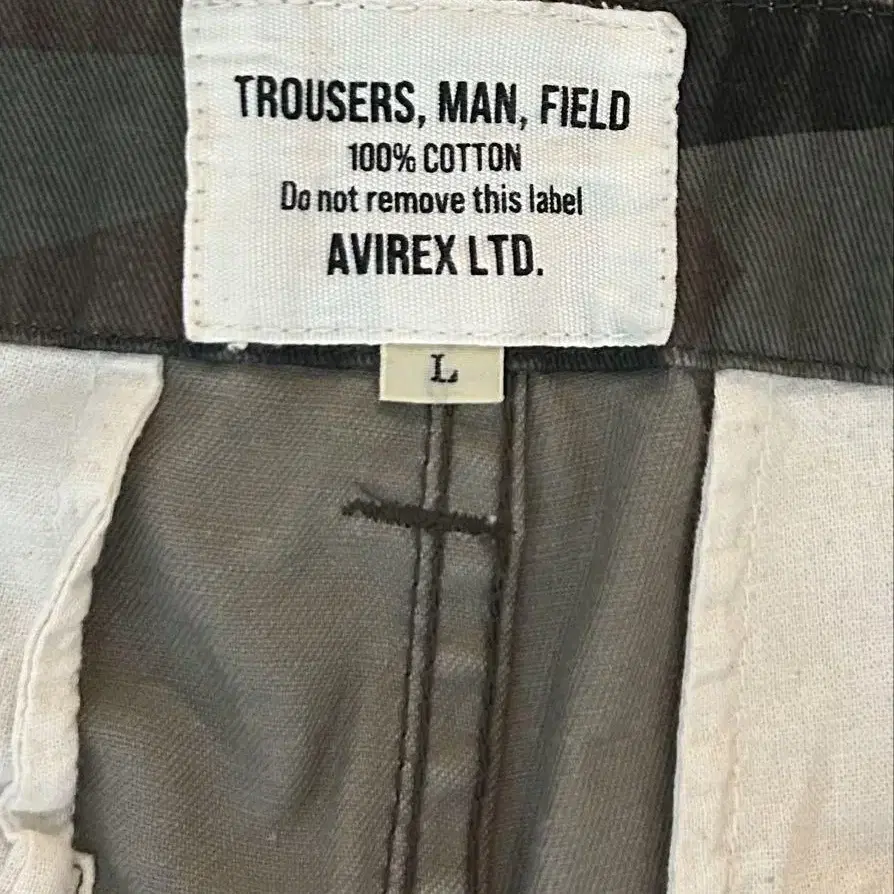 TROUSERS, MAN, FIELD
100% COTTON
Do not remove this label
AVIREX LTD.
L